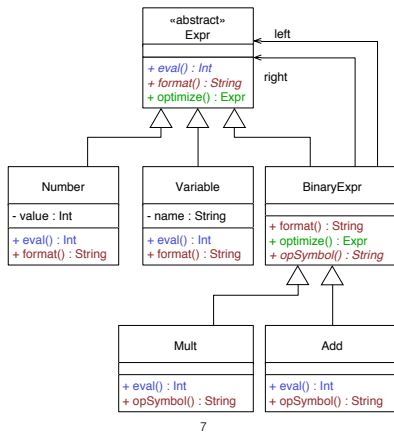 «abstract»
Expr
left
right
+ eval() : Int
+ format() : String
+ optimize() : Expr
Number
- value : Int
+ eval() : Int
+ format() : String
Variable
- name : String
+ eval() : Int
+ format() : String
BinaryExpr
+ format() : String
+ optimize() : Expr
+ opSymbol() : String
Mult
+ eval() : Int
+ opSymbol() : String
Add
+ eval() : Int
+ opSymbol() : String
7